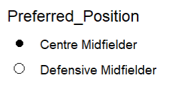 Preferred_Position
Centre Midfielder
Defensive Midfielder